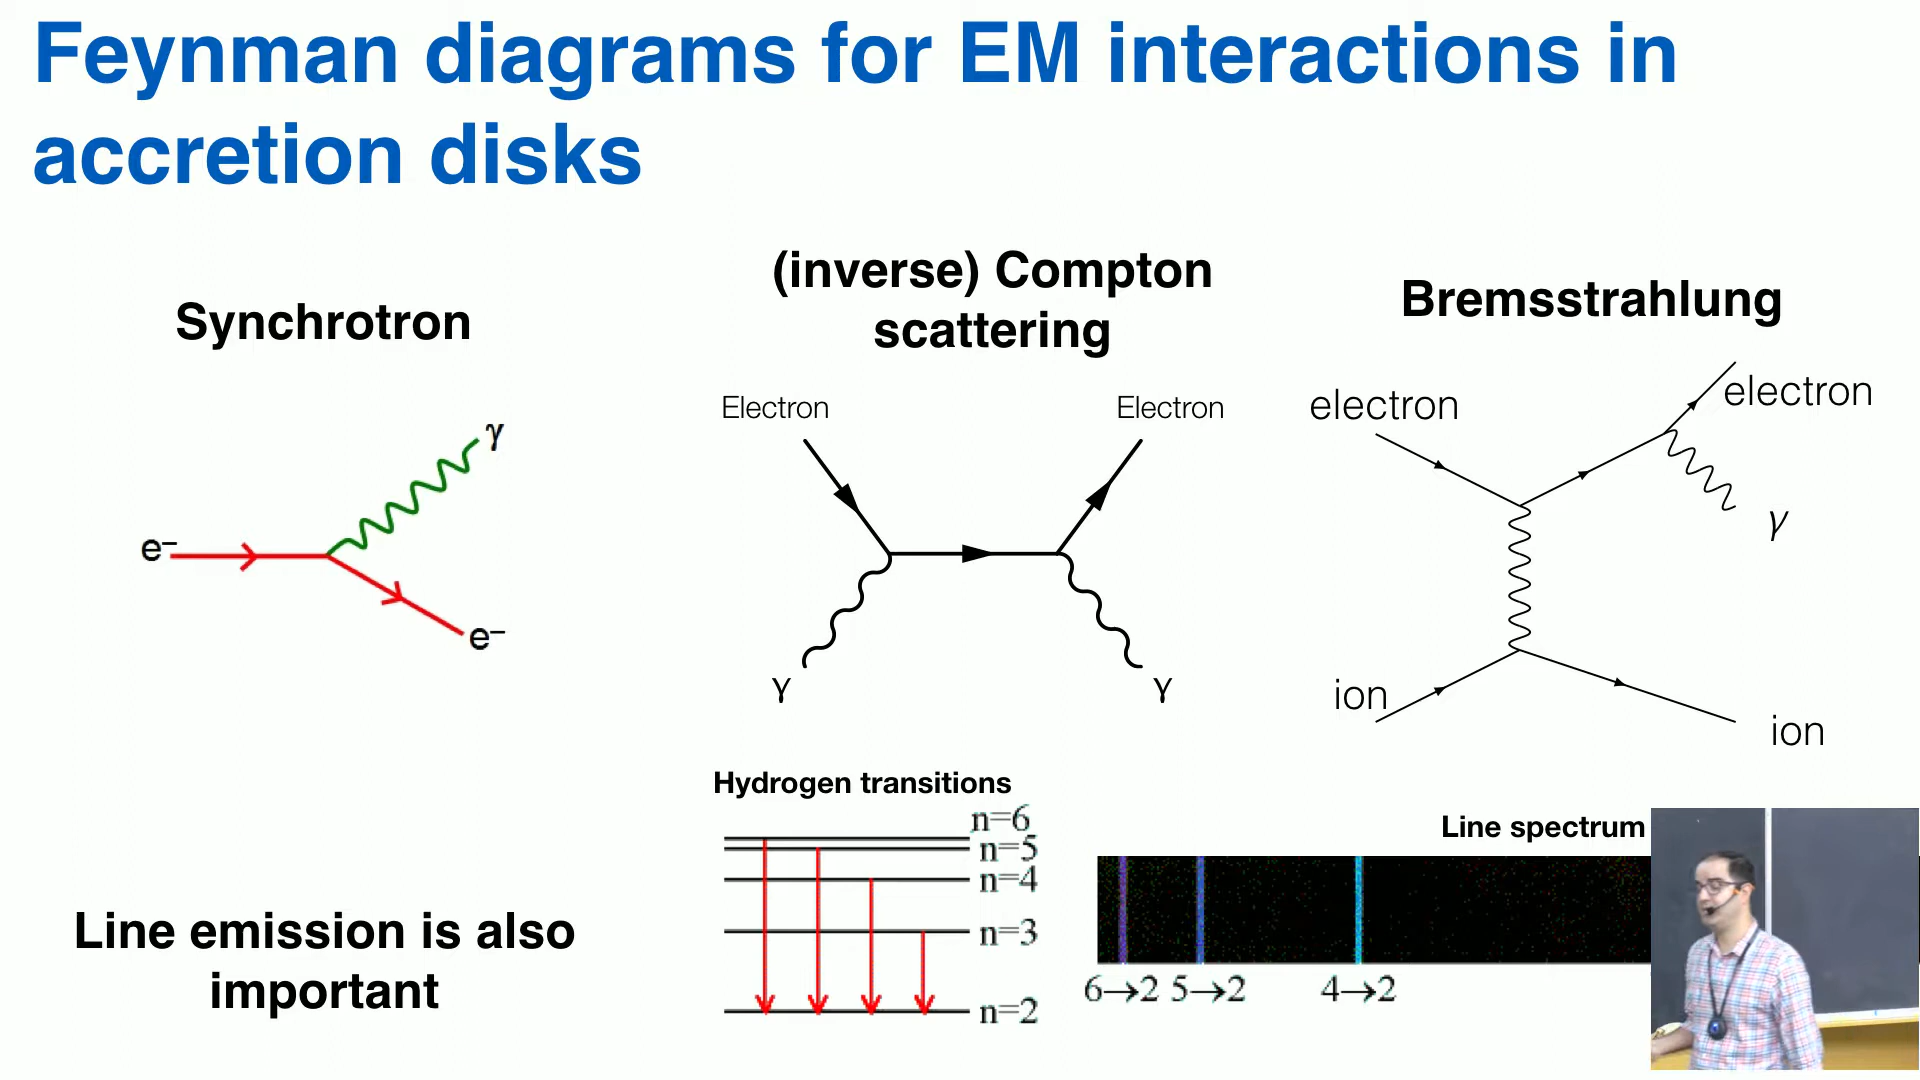 Feynman diagrams for EM interactions in
accretion disks
Synchrotron
γ
e⁻
e⁻
(inverse) Compton
scattering
Electron
Electron
γ
γ
Bremsstrahlung
electron
electron
γ
ion
ion
Line emission is also
important
Hydrogen transitions
n=6
n=5
n=4
n=3
n=2
Line spectrum
6→2 5→2 4→2